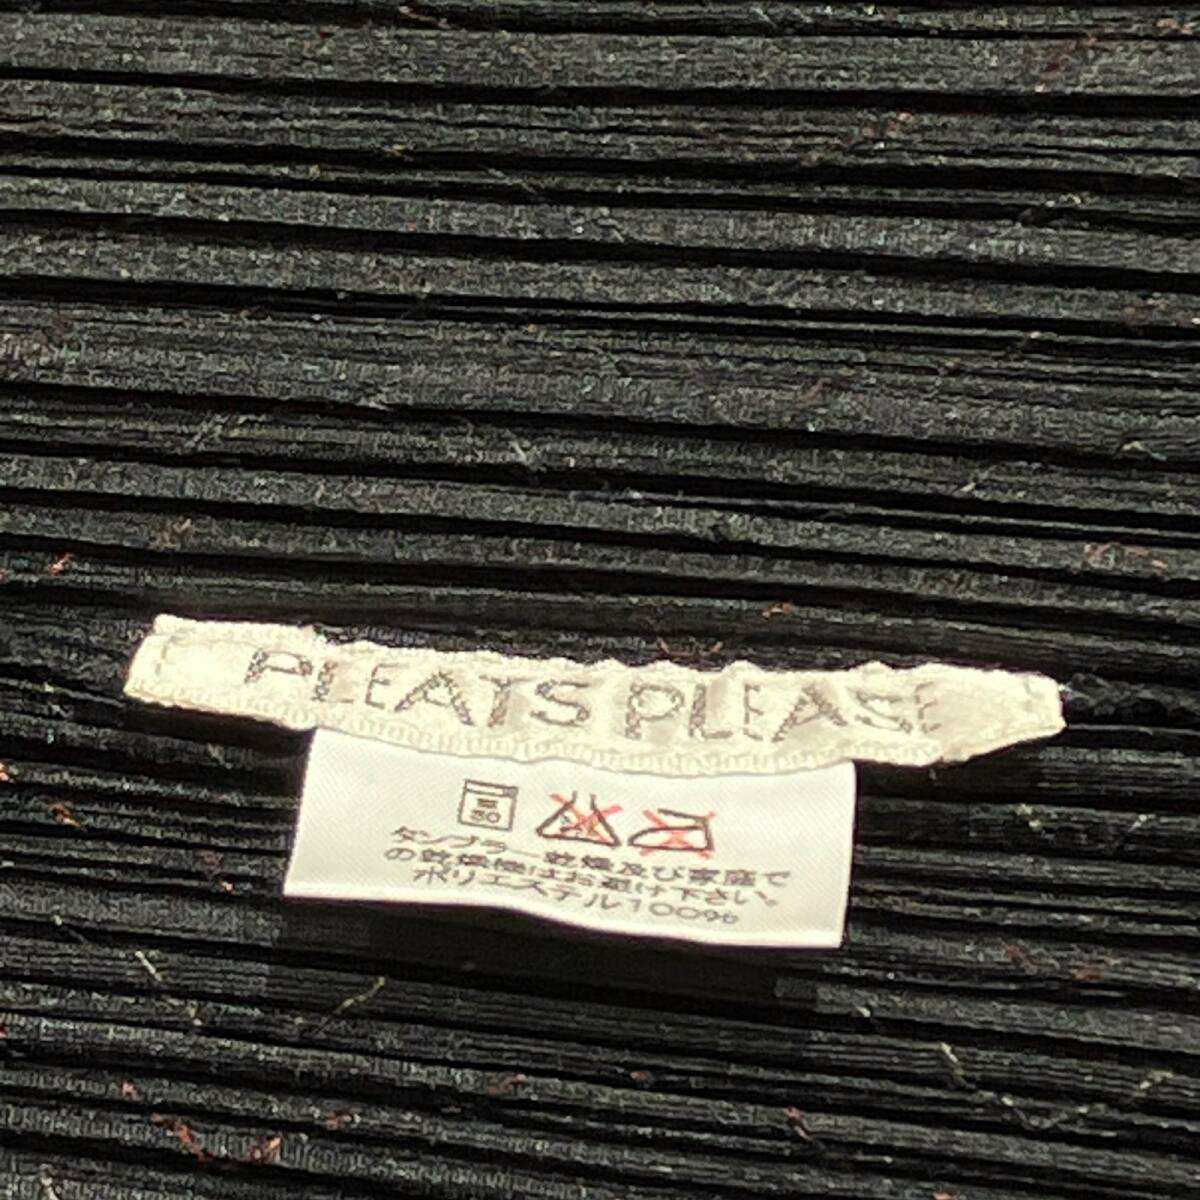 PLEATS PLEASE
30
タンブラー乾燥及び家庭で
の乾燥機はお避け下さい。
ポリエステル100%